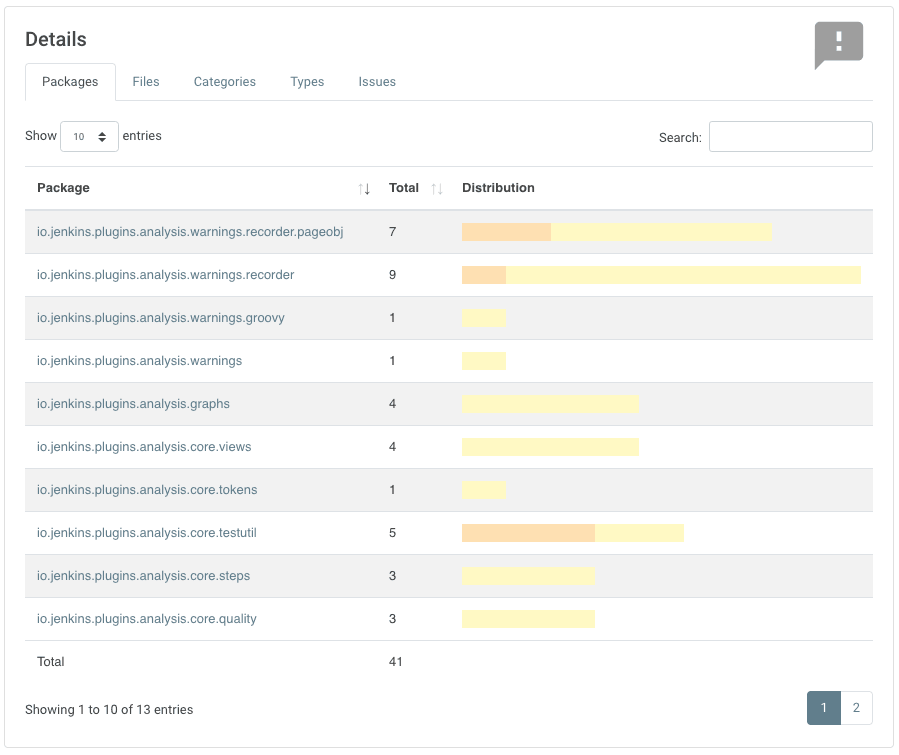 Details
Packages Files Categories Types Issues
Show 10 entries Search:
Package Total Distribution
io.jenkins.plugins.analysis.warnings.recorder.pageobj 7
io.jenkins.plugins.analysis.warnings.recorder 9
io.jenkins.plugins.analysis.warnings.groovy 1
io.jenkins.plugins.analysis.warnings 1
io.jenkins.plugins.analysis.graphs 4
io.jenkins.plugins.analysis.core.views 4
io.jenkins.plugins.analysis.core.tokens 1
io.jenkins.plugins.analysis.core.testutil 5
io.jenkins.plugins.analysis.core.steps 3
io.jenkins.plugins.analysis.core.quality 3
Total 41
Showing 1 to 10 of 13 entries 1 2